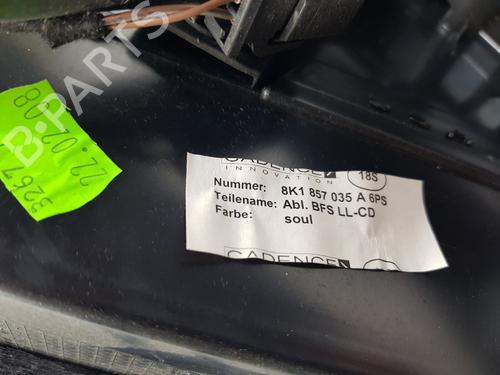 CADENCE
INNOVATION
18S
Nummer: 8K1 857 035 A 6PS
Teilename: Abl. BFS LL-CD
Farbe: soul
CADENCE
22.02.08
B-PARTS